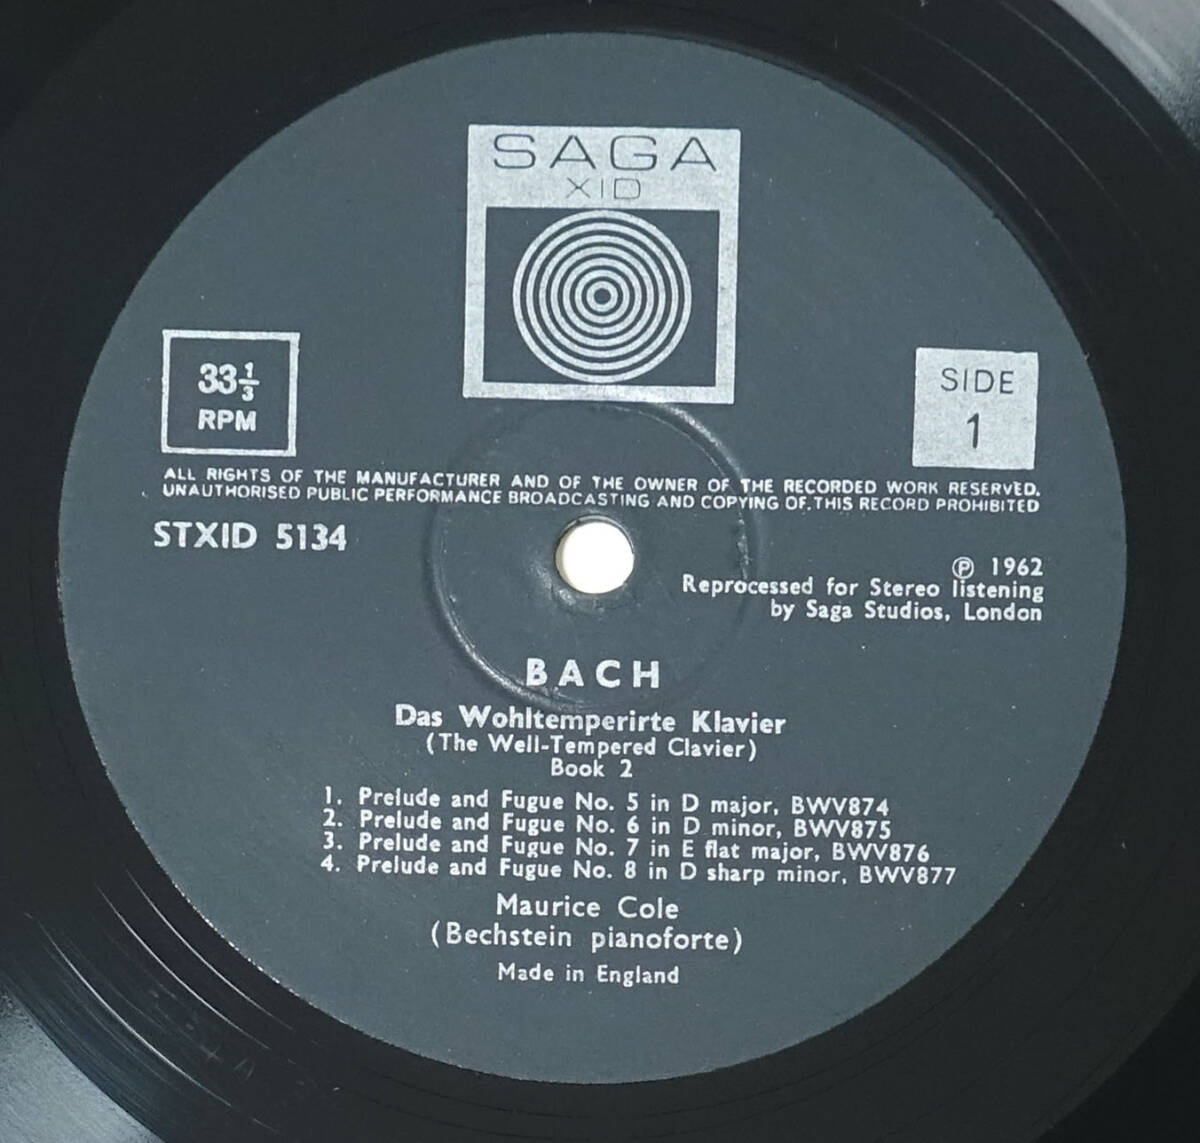 SAGA
XID
33⅓
RPM
SIDE
1
ALL RIGHTS OF THE MANUFACTURER AND OF THE OWNER OF THE RECORDED WORK RESERVED.
UNAUTHORISED PUBLIC PERFORMANCE BROADCASTING AND COPYING OF THIS RECORD PROHIBITED
STXID 5134
℗ 1962
Reprocessed for Stereo listening
by Saga Studios, London
BACH
Das Wohltemperirte Klavier
(The Well-Tempered Clavier)
Book 2
1. Prelude and Fugue No. 5 in D major, BWV874
2. Prelude and Fugue No. 6 in D minor, BWV875
3. Prelude and Fugue No. 7 in E flat major, BWV876
4. Prelude and Fugue No. 8 in D sharp minor, BWV877
Maurice Cole
(Bechstein pianoforte)
Made in England